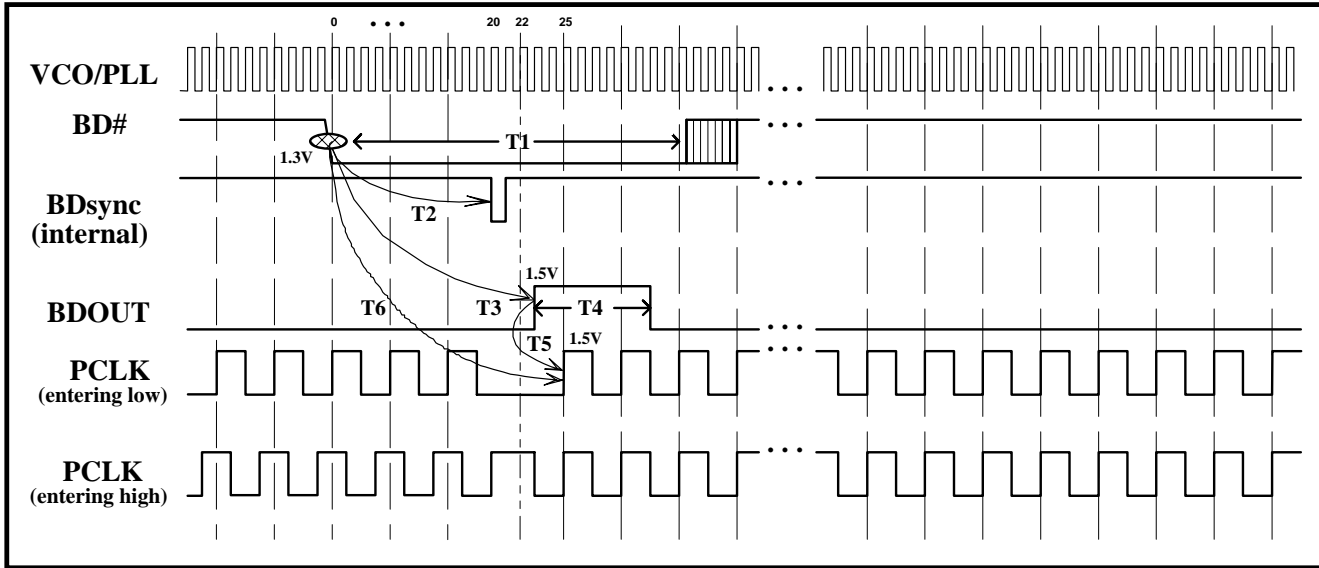 0 • • • 20 22 25
VCO/PLL
• • •
BD#
T1
• • •
1.3V
BDsync
(internal)
T2
• • •
1.5V
BDOUT
T6
T3
T4
• • •
T5
1.5V
• • •
PCLK
(entering low)
• • •
PCLK
(entering high)